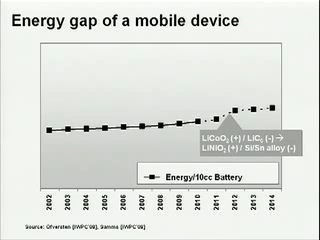 Energy gap of a mobile device
LiCoO₂ (+) / LiC₆ (-) →
LiNiO₂ (+) / Si/Sn alloy (-)
Energy/10cc Battery
2002 2003 2004 2005 2006 2007 2008 2009 2010 2011 2012 2013 2014
Source: Ofversten [IWPC'08], Samma [IWPC'08]